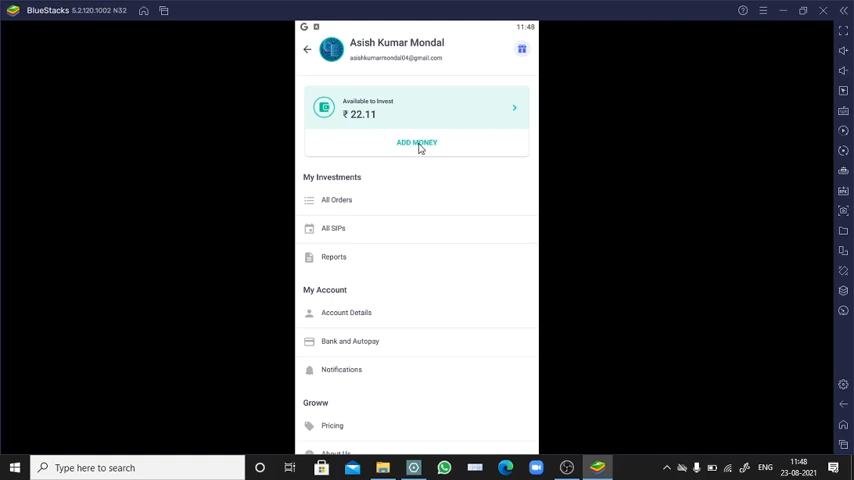 BlueStacks 5.2.120.1002 N32
11:48
Asish Kumar Mondal
asishkumarmondal04@gmail.com
Available to Invest
₹ 22.11
ADD MONEY
My Investments
All Orders
All SIPs
Reports
My Account
Account Details
Bank and Autopay
Notifications
Groww
Pricing
About Us
Type here to search
ENG
11:48
23-08-2021